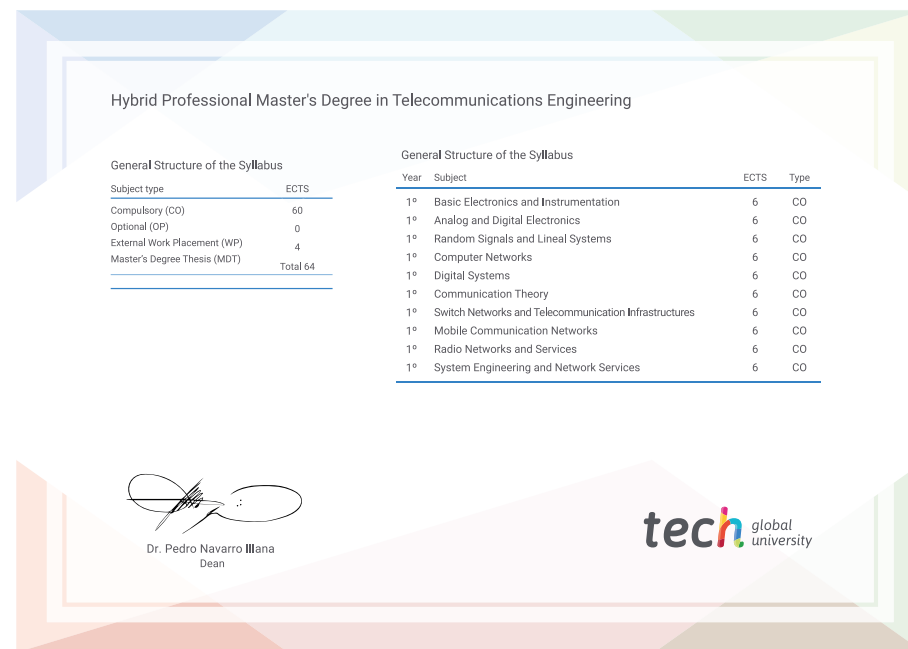 Hybrid Professional Master's Degree in Telecommunications Engineering
General Structure of the Syllabus
Subject type ECTS
Compulsory (CO) 60
Optional (OP) 0
External Work Placement (WP) 4
Master's Degree Thesis (MDT)
Total 64
General Structure of the Syllabus
Year Subject ECTS Type
1º Basic Electronics and Instrumentation 6 CO
1º Analog and Digital Electronics 6 CO
1º Random Signals and Lineal Systems 6 CO
1º Computer Networks 6 CO
1º Digital Systems 6 CO
1º Communication Theory 6 CO
1º Switch Networks and Telecommunication Infrastructures 6 CO
1º Mobile Communication Networks 6 CO
1º Radio Networks and Services 6 CO
1º System Engineering and Network Services 6 CO
Dr. Pedro Navarro Illana
Dean
tech global
university